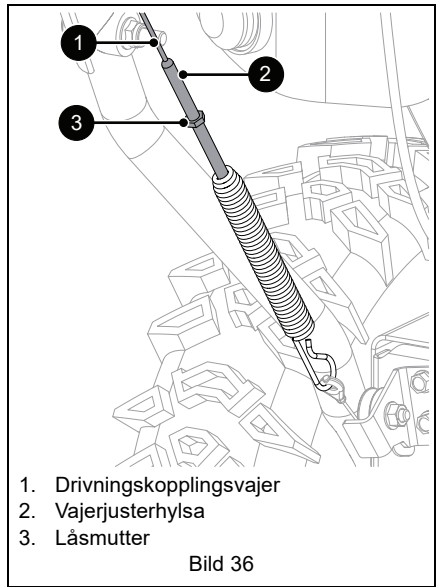 1
2
3
1. Drivningskopplingsvajer
2. Vajerjusterhylsa
3. Låsmutter
Bild 36